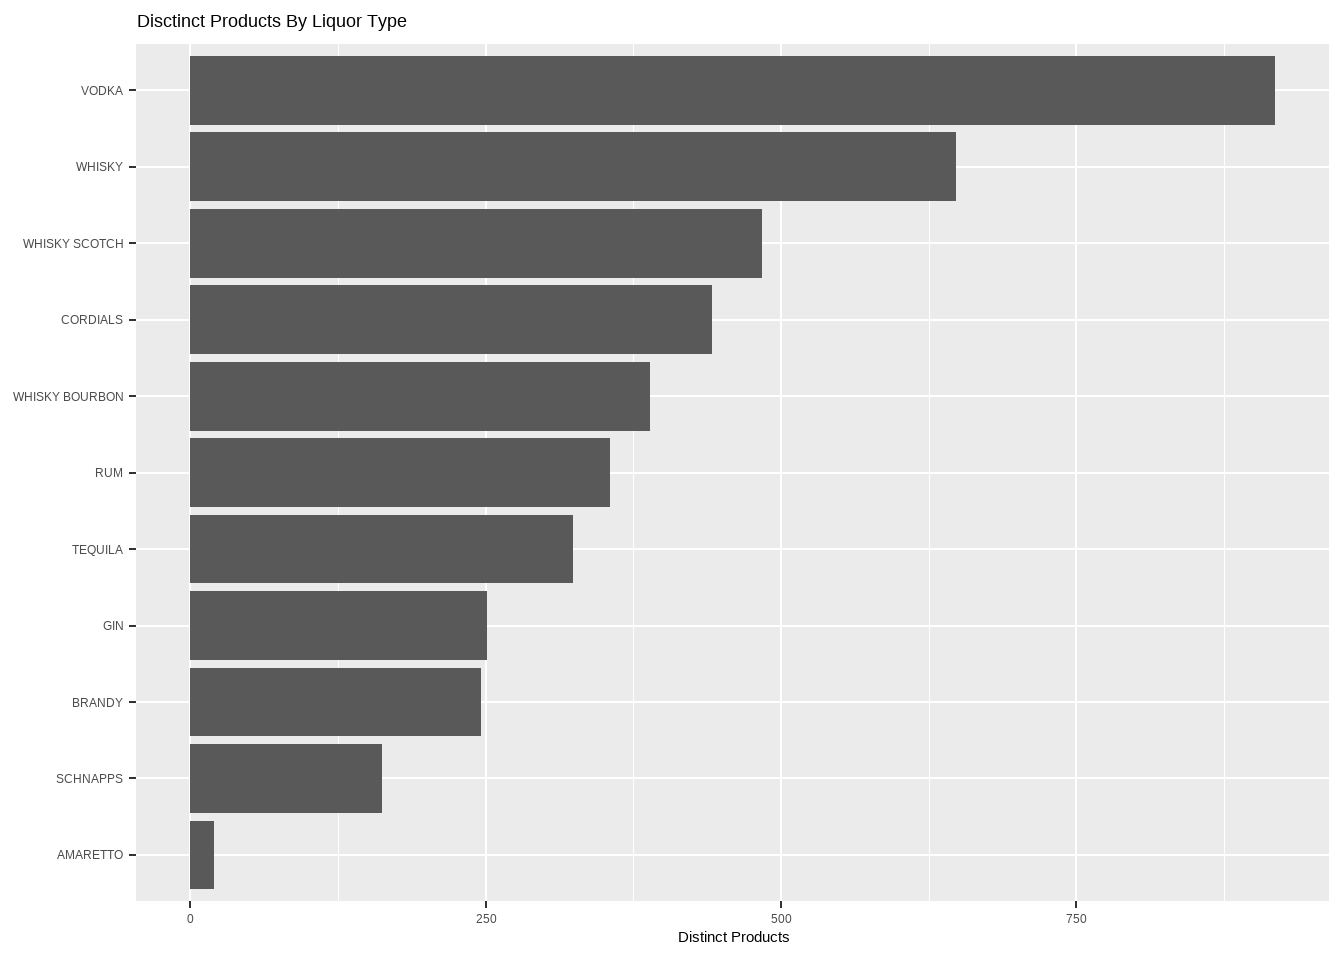 Disctinct Products By Liquor Type
VODKA
WHISKY
WHISKY SCOTCH
CORDIALS
WHISKY BOURBON
RUM
TEQUILA
GIN
BRANDY
SCHNAPPS
AMARETTO
0 250 500 750
Distinct Products